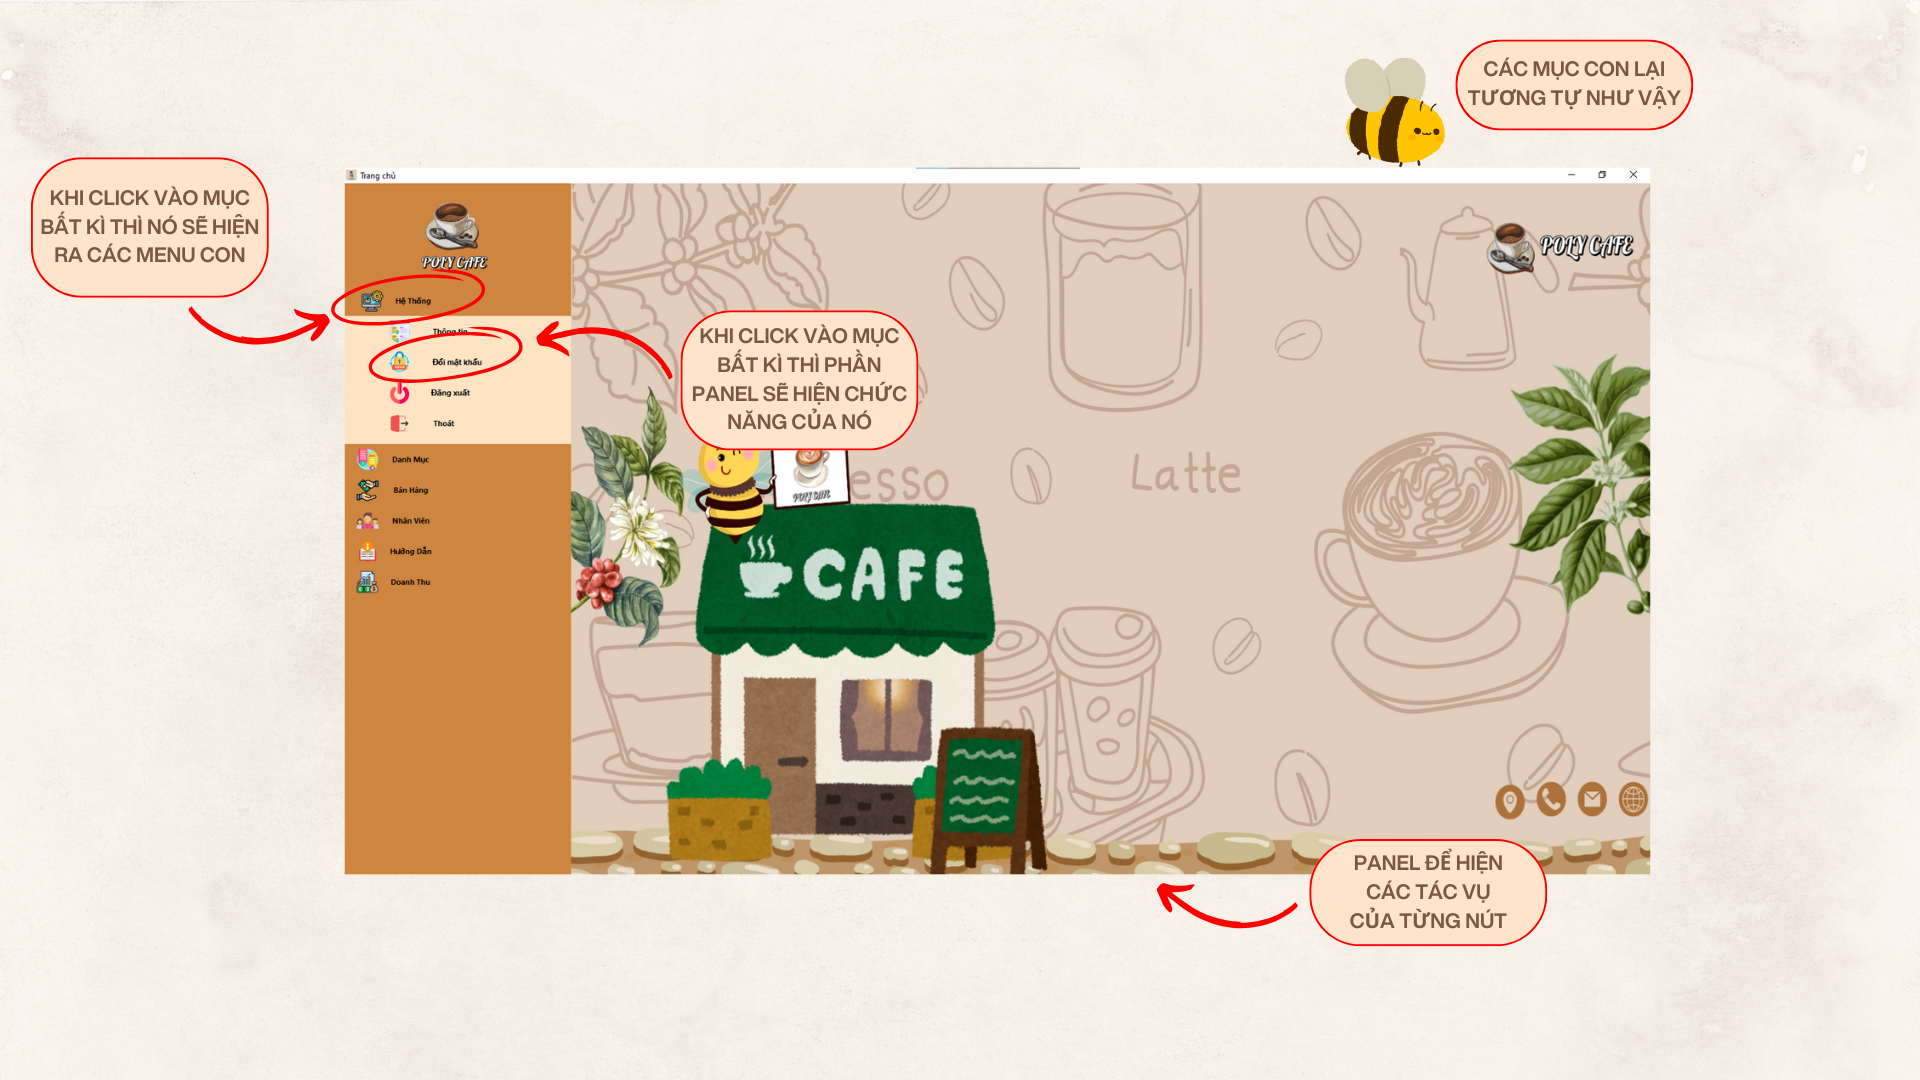 CÁC MỤC CON LẠI
TƯƠNG TỰ NHƯ VẬY
KHI CLICK VÀO MỤC
BẤT KÌ THÌ NÓ SẼ HIỆN
RA CÁC MENU CON
Trang chủ
POLY CAFE
POLY CAFE
Hệ Thống
Thông tin
Đổi mật khẩu
Đăng xuất
Thoát
Danh Mục
Bán Hàng
Nhân Viên
Hướng Dẫn
Doanh Thu
KHI CLICK VÀO MỤC
BẤT KÌ THÌ PHẦN
PANEL SẼ HIỆN CHỨC
NĂNG CỦA NÓ
POLY CAFE
esso
Latte
CAFE
PANEL ĐỂ HIỆN
CÁC TÁC VỤ
CỦA TỪNG NÚT